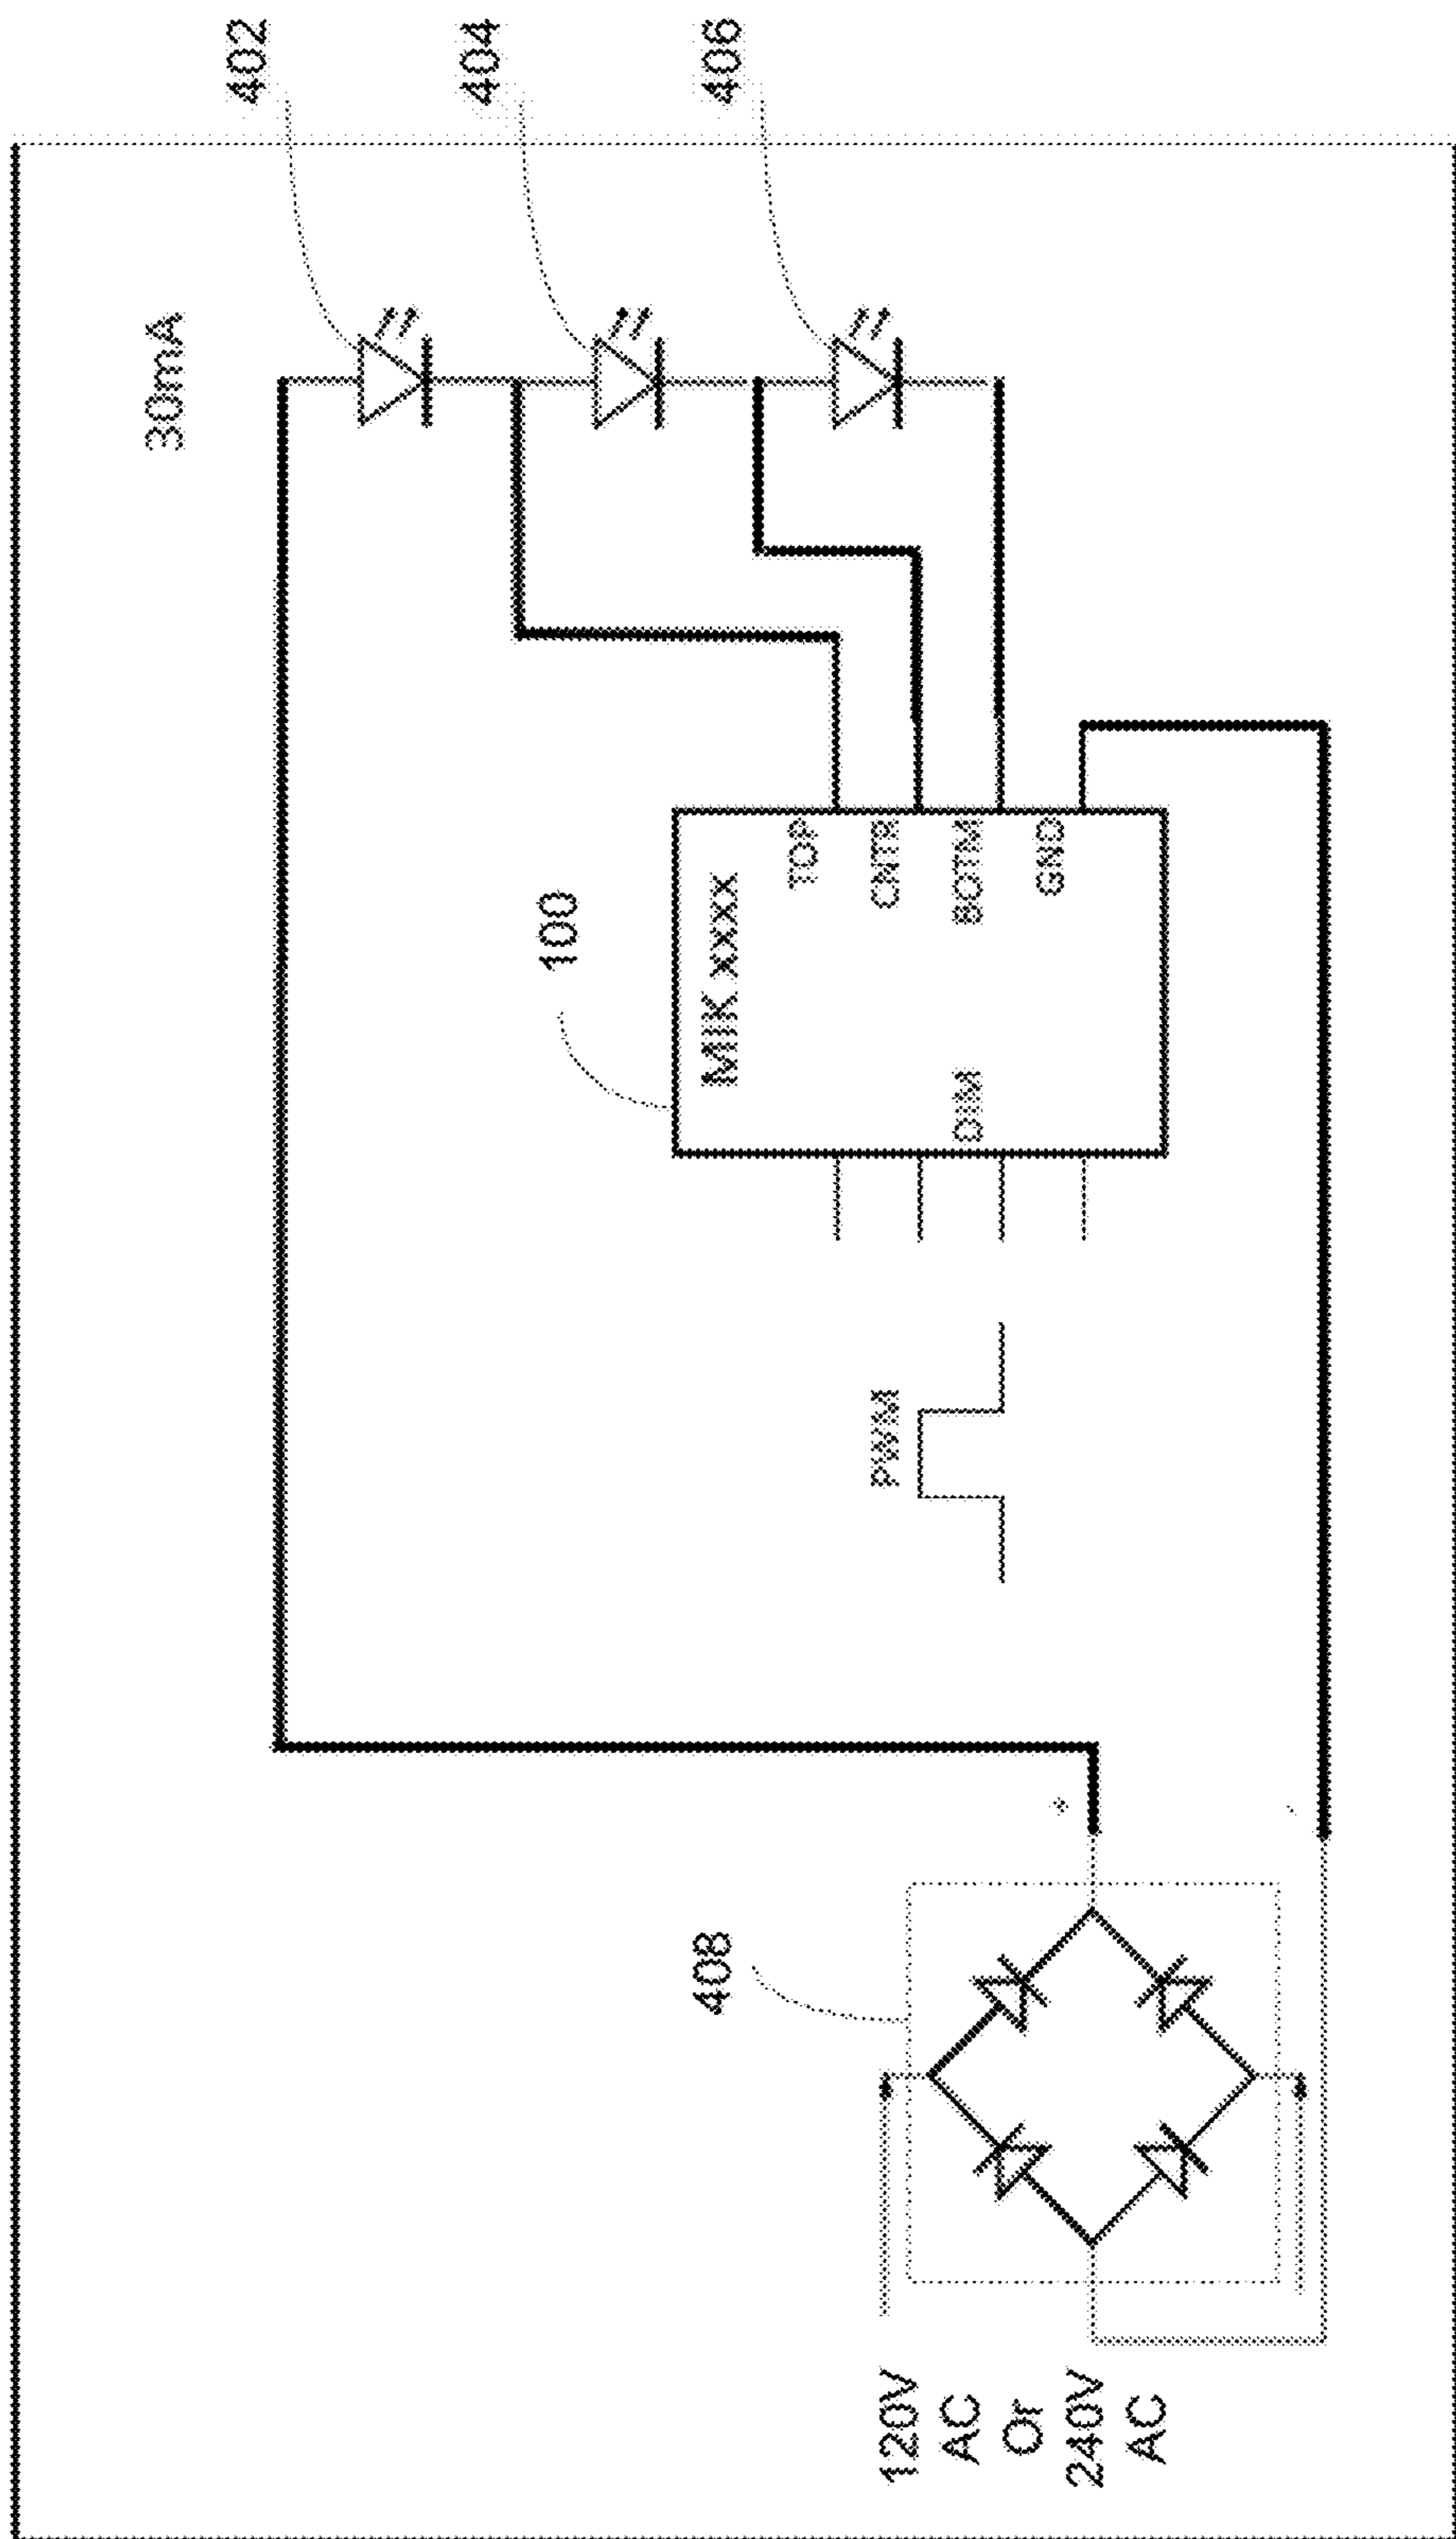 30mA
402
404
406
100
MIK xxxx
TOP
CNTR
BOTM
GND
DIM
PWM
408
+
-
120V
AC
Or
240V
AC